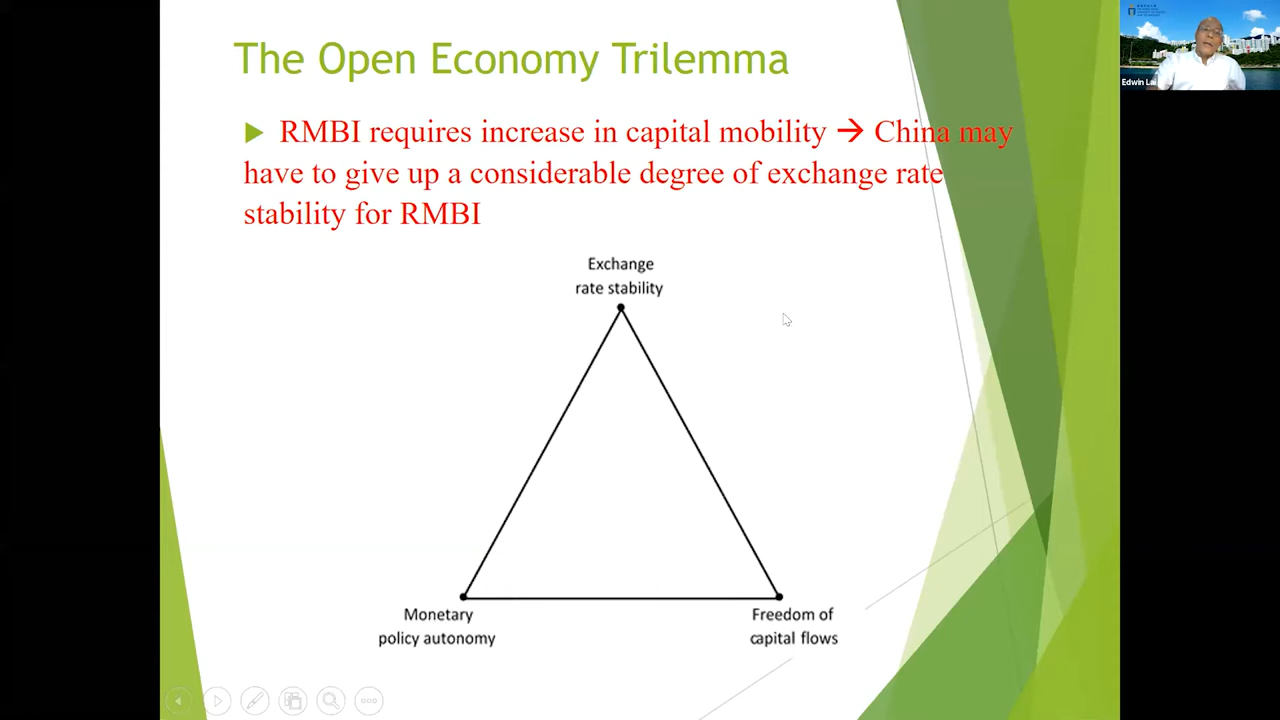 The Open Economy Trilemma
RMBI requires increase in capital mobility → China may
have to give up a considerable degree of exchange rate
stability for RMBI
Exchange
rate stability
Monetary
policy autonomy
Freedom of
capital flows
Edwin Lai